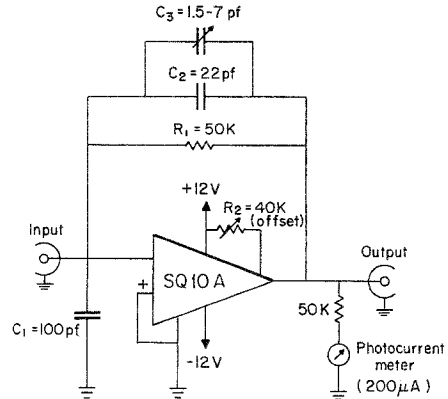 C₃ = 1.5-7 pf
C₂ = 22 pf
R₁ = 50K
+12V
R₂ = 40K
(offset)
Input
Output
+
SQ10A
50K
C₁ = 100 pf
-12V
Photocurrent
meter
(200μA)